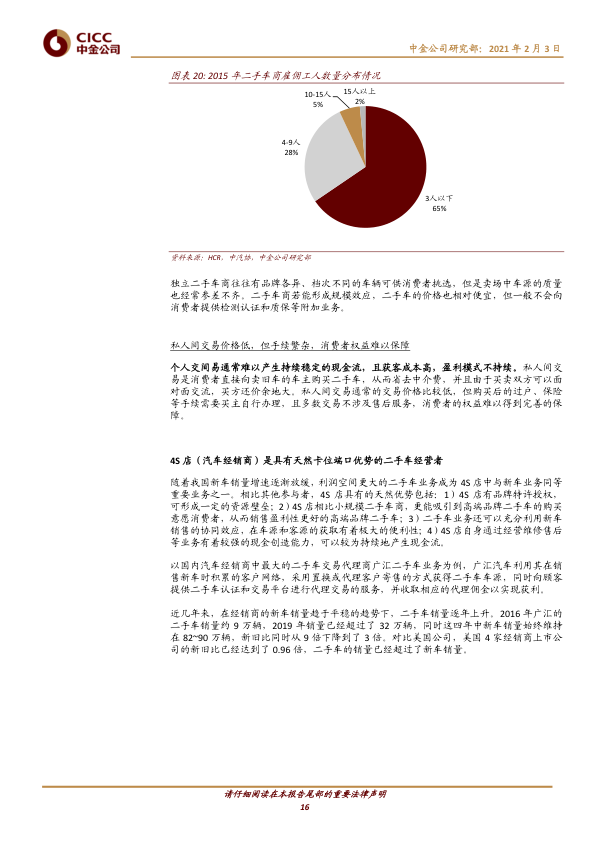 CICC
中金公司
中金公司研究部：2021 年 2 月 3 日
图表 20: 2015 年二手车商雇佣工人数量分布情况
10-15人
5%
15人以上
2%
4-9人
28%
3人以下
65%
资料来源：HCR，中汽协，中金公司研究部
独立二手车商往往有品牌各异，档次不同的车辆可供消费者挑选，但是卖场中车源的质量
也经常参差不齐。二手车商若能形成规模效应，二手车的价格也相对便宜，但一般不会向
消费者提供检测认证和质保等附加业务。
私人间交易价格低，但手续繁杂，消费者权益难以保障
个人交间易通常难以产生持续稳定的现金流，且获客成本高，盈利模式不持续。私人间交
易是消费者直接向卖旧车的车主购买二手车，从而省去中介费，并且由于买卖双方可以面
对面交流，买方还价余地大。私人间交易通常的交易价格比较低，但购买后的过户、保险
等手续需要买主自行办理，且多数交易不涉及售后服务，消费者的权益难以得到完善的保
障。
4S 店（汽车经销商）是具有天然卡位端口优势的二手车经营者
随着我国新车销量增速逐渐放缓，利润空间更大的二手车业务成为 4S 店中与新车业务同等
重要业务之一。相比其他参与者，4S 店具有的天然优势包括：1）4S 店有品牌特许授权，
可形成一定的资源壁垒；2）4S 店相比小规模二手车商，更能吸引到高端品牌二手车的购买
意愿消费者，从而销售盈利性更好的高端品牌二手车；3）二手车业务还可以充分利用新车
销售的协同效应，在车源和客源的获取有着极大的便利性；4）4S 店自身通过经营维修售后
等业务有着较强的现金创造能力，可以较为持续地产生现金流。
以国内汽车经销商中最大的二手车交易代理商广汇二手车业务为例，广汇汽车利用其在销
售新车时积累的客户网络，采用置换或代理客户寄售的方式获得二手车车源，同时向顾客
提供二手车认证和交易平台进行代理交易的服务，并收取相应的代理佣金以实现获利。
近几年来，在经销商的新车销量趋于平稳的趋势下，二手车销量逐年上升。2016 年广汇的
二手车销量约 9 万辆，2019 年销量已经超过了 32 万辆，同时这四年中新车销量始终维持
在 82~90 万辆，新旧比同时从 9 倍下降到了 3 倍。对比美国公司，美国 4 家经销商上市公
司的新旧比已经达到了 0.96 倍，二手车的销量已经超过了新车销量。
请仔细阅读在本报告尾部的重要法律声明
16